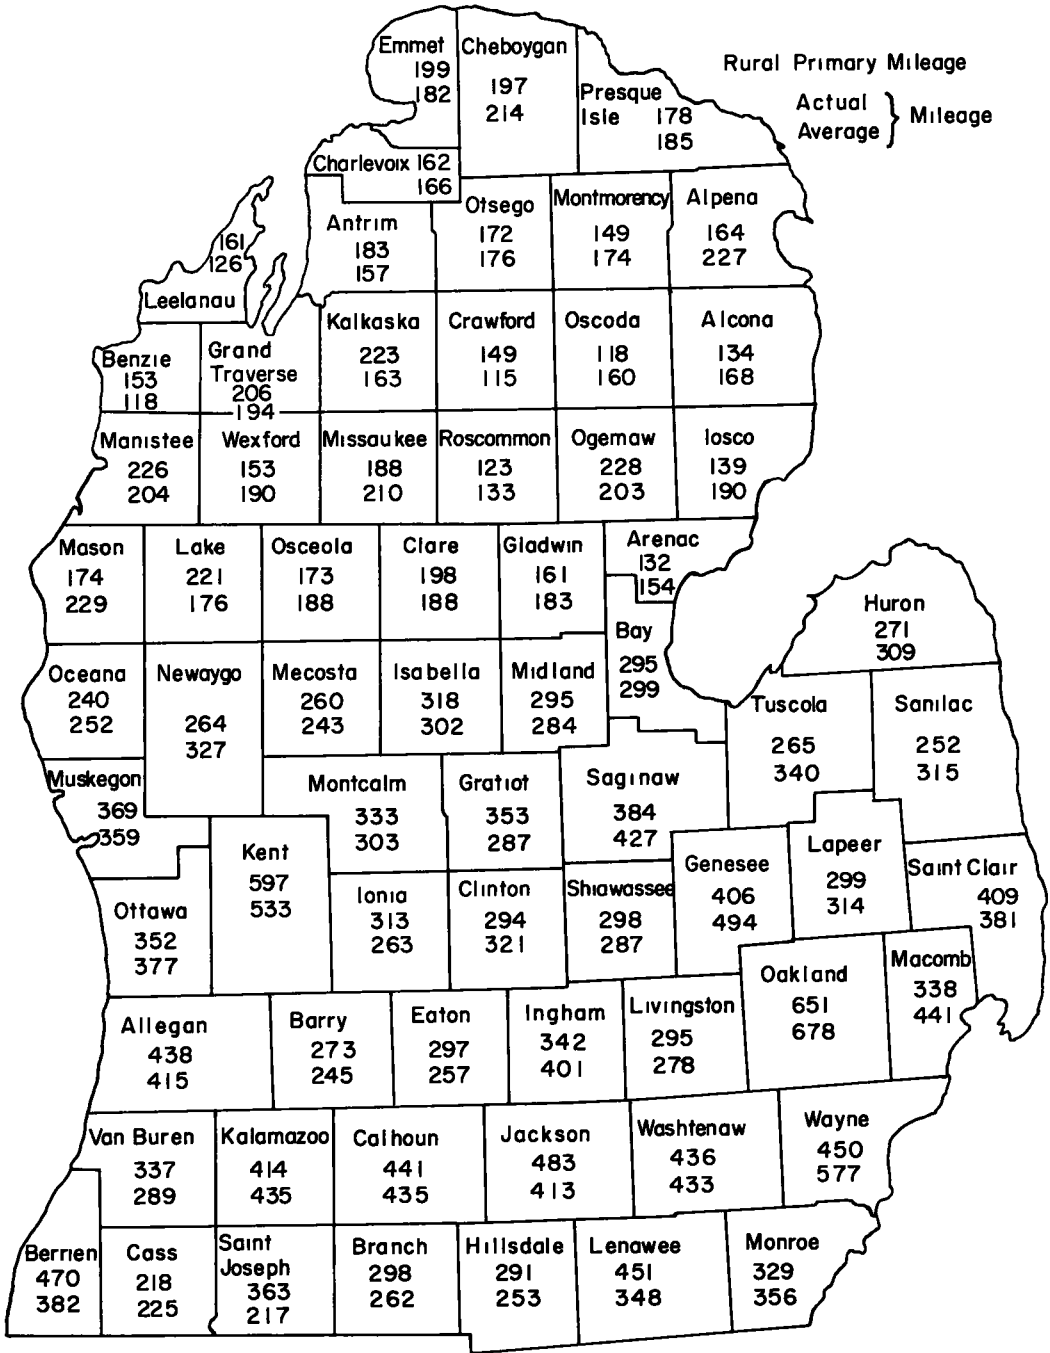 Rural Primary Mileage
Actual
Average } Mileage
Emmet
199
182
Cheboygan
197
214
Presque
Isle 178
185
Charlevoix 162
166
Antrim
183
157
Otsego
172
176
Montmorency
149
174
Alpena
164
227
161
126
Leelanau
Benzie
153
118
Grand
Traverse
206
194
Kalkaska
223
163
Crawford
149
115
Oscoda
118
160
Alcona
134
168
Manistee
226
204
Wexford
153
190
Missaukee
188
210
Roscommon
123
133
Ogemaw
228
203
Iosco
139
190
Mason
174
229
Lake
221
176
Osceola
173
188
Clare
198
188
Gladwin
161
183
Arenac
132
154
Huron
271
309
Oceana
240
252
Newaygo
264
327
Mecosta
260
243
Isabella
318
302
Midland
295
284
Bay
295
299
Tuscola
265
340
Sanilac
252
315
Muskegon
369
359
Montcalm
333
303
Gratiot
353
287
Saginaw
384
427
Kent
597
533
Ottawa
352
377
Ionia
313
263
Clinton
294
321
Shiawassee
298
287
Genesee
406
494
Lapeer
299
314
Saint Clair
409
381
Allegan
438
415
Barry
273
245
Eaton
297
257
Ingham
342
401
Livingston
295
278
Oakland
651
678
Macomb
338
441
Van Buren
337
289
Kalamazoo
414
435
Calhoun
441
435
Jackson
483
413
Washtenaw
436
433
Wayne
450
577
Berrien
470
382
Cass
218
225
Saint
Joseph
363
217
Branch
298
262
Hillsdale
291
253
Lenawee
451
348
Monroe
329
356